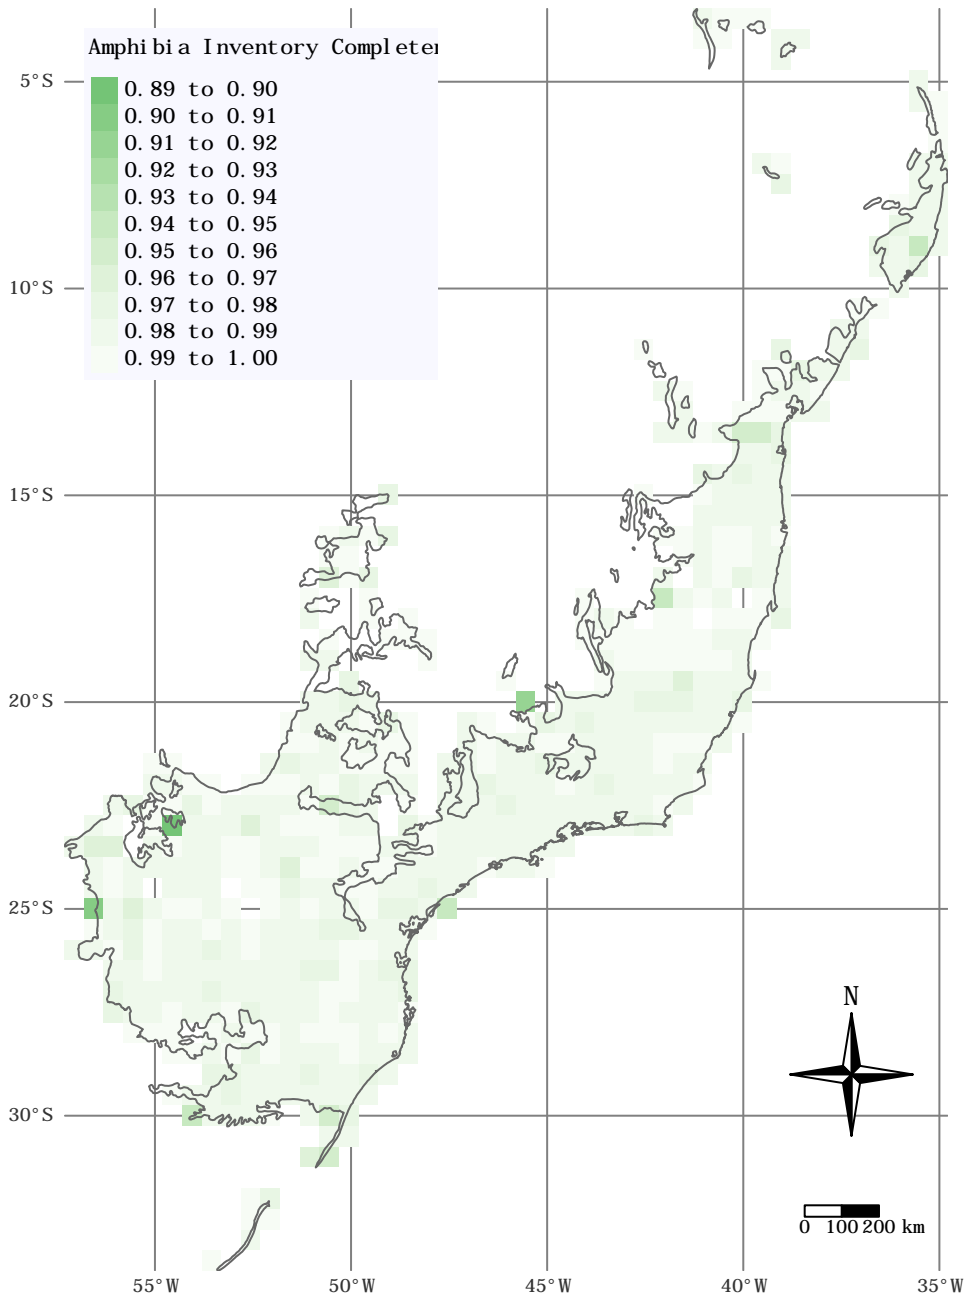 Amphibia Inventory Completer
0.89 to 0.90
0.90 to 0.91
0.91 to 0.92
0.92 to 0.93
0.93 to 0.94
0.94 to 0.95
0.95 to 0.96
0.96 to 0.97
0.97 to 0.98
0.98 to 0.99
0.99 to 1.00
5°S
10°S
15°S
20°S
25°S
30°S
N
0 100 200 km
55°W
50°W
45°W
40°W
35°W